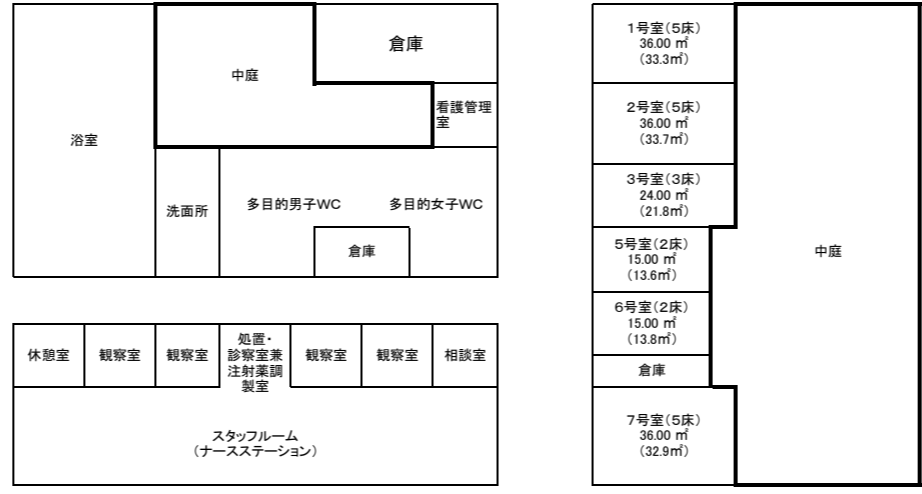 中庭
倉庫
看護管理
室
浴室
洗面所
多目的男子WC
多目的女子WC
倉庫
休憩室
観察室
観察室
処置・
診察室兼
注射薬調
製室
観察室
観察室
相談室
スタッフルーム
（ナースステーション）
1号室（5床）
36.00 ㎡
（33.3㎡）
2号室（5床）
36.00 ㎡
（33.7㎡）
3号室（3床）
24.00 ㎡
（21.8㎡）
5号室（2床）
15.00 ㎡
（13.6㎡）
6号室（2床）
15.00 ㎡
（13.8㎡）
倉庫
7号室（5床）
36.00 ㎡
（32.9㎡）
中庭